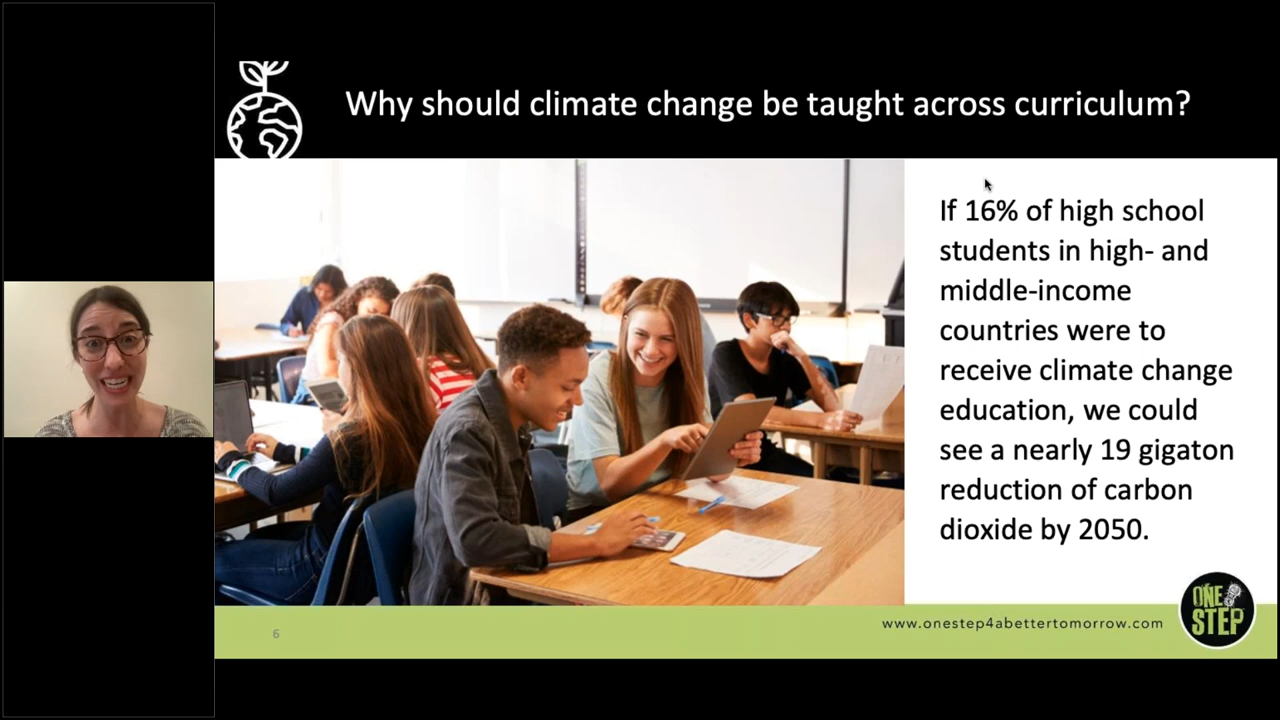 Why should climate change be taught across curriculum?
If 16% of high school
students in high- and
middle-income
countries were to
receive climate change
education, we could
see a nearly 19 gigaton
reduction of carbon
dioxide by 2050.
6
www.onestep4abettertomorrow.com
ONE
STEP